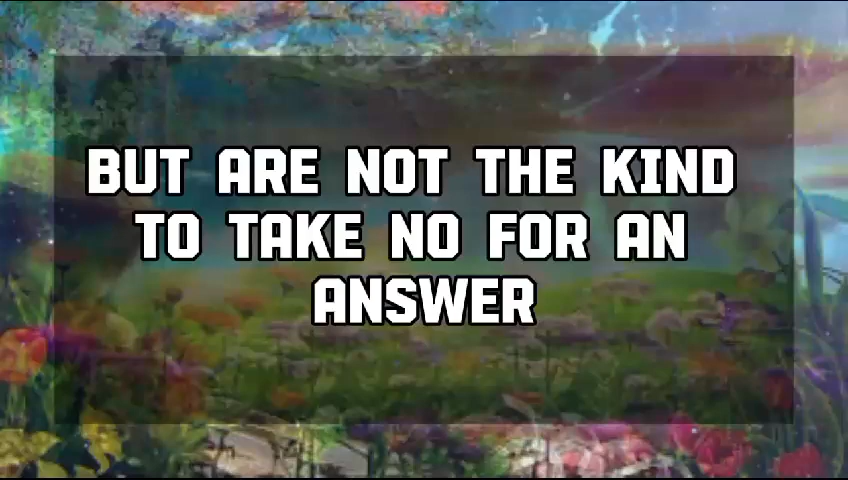 BUT ARE NOT THE KIND
TO TAKE NO FOR AN
ANSWER